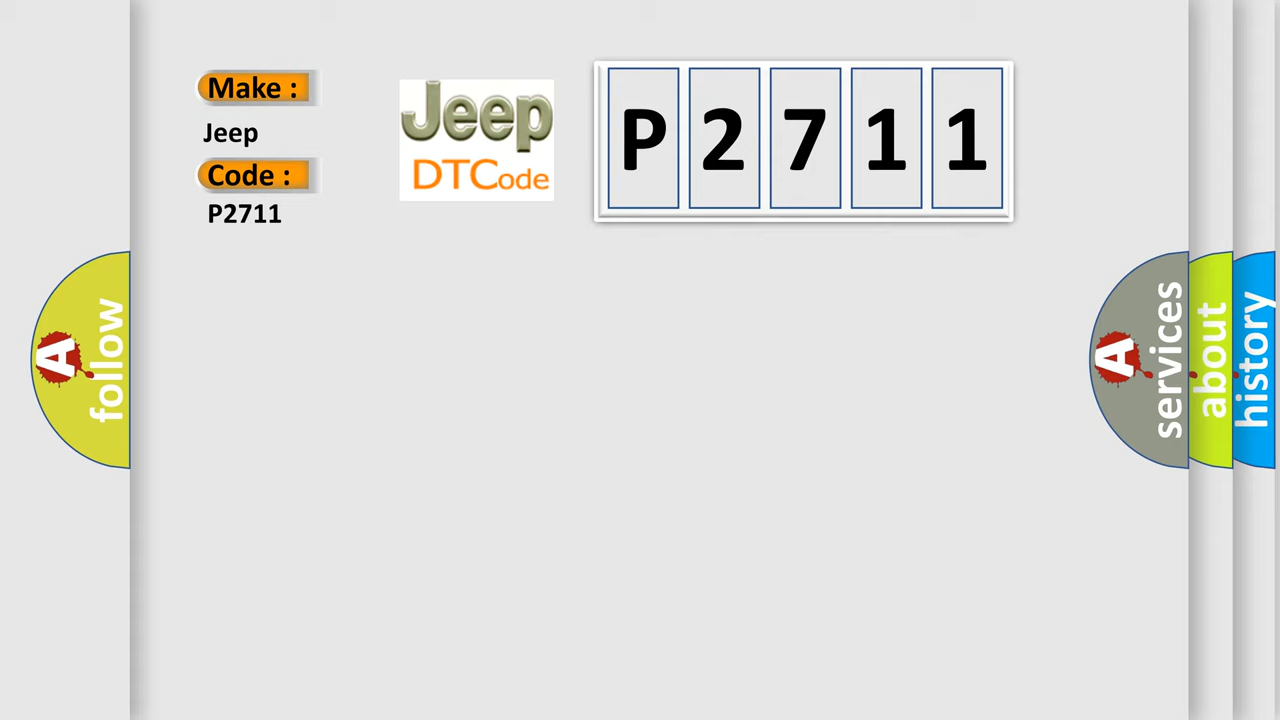 Make :
Jeep
Code :
P2711
Jeep
DTCode
P 2 7 1 1
A follow
A services
about
history